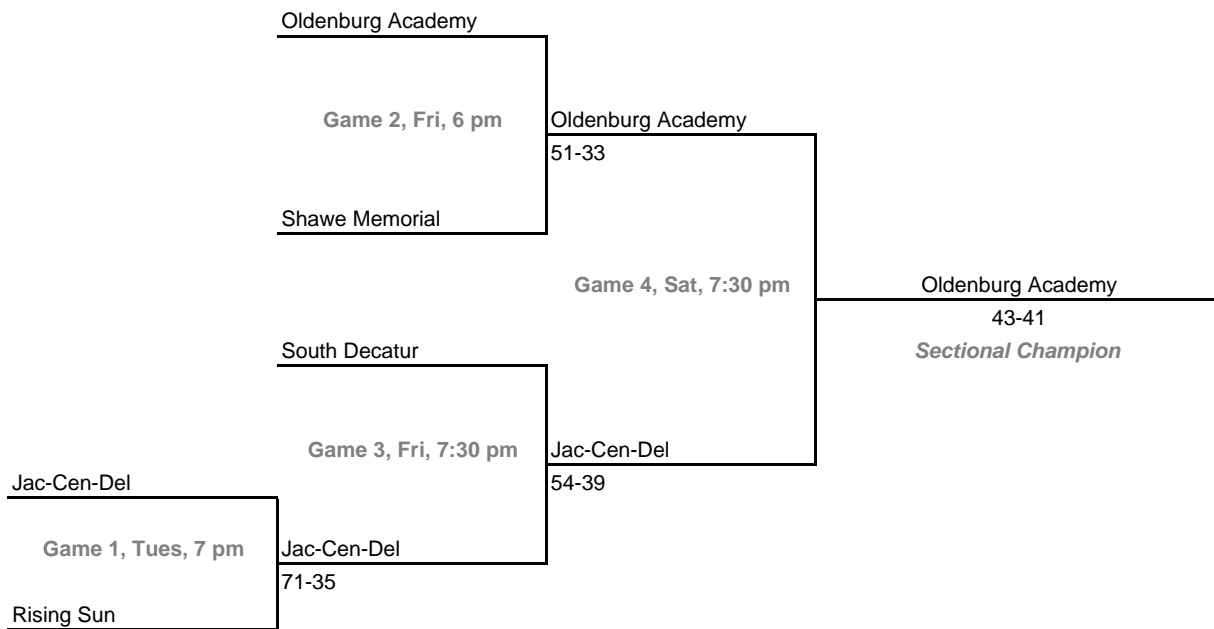 Oldenburg Academy
Game 2, Fri, 6 pm
Oldenburg Academy
51-33
Shawe Memorial
Game 4, Sat, 7:30 pm
Oldenburg Academy
43-41
Sectional Champion
South Decatur
Game 3, Fri, 7:30 pm
Jac-Cen-Del
54-39
Jac-Cen-Del
Game 1, Tues, 7 pm
Jac-Cen-Del
71-35
Rising Sun